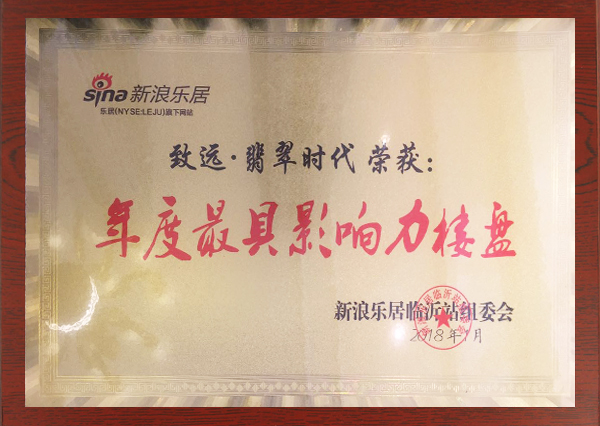 sina新浪乐居
乐居(NYSE:LEJU)旗下网站
致远·翡翠时代 荣获：
年度最具影响力楼盘
新浪乐居临沂站组委会
2018年1月